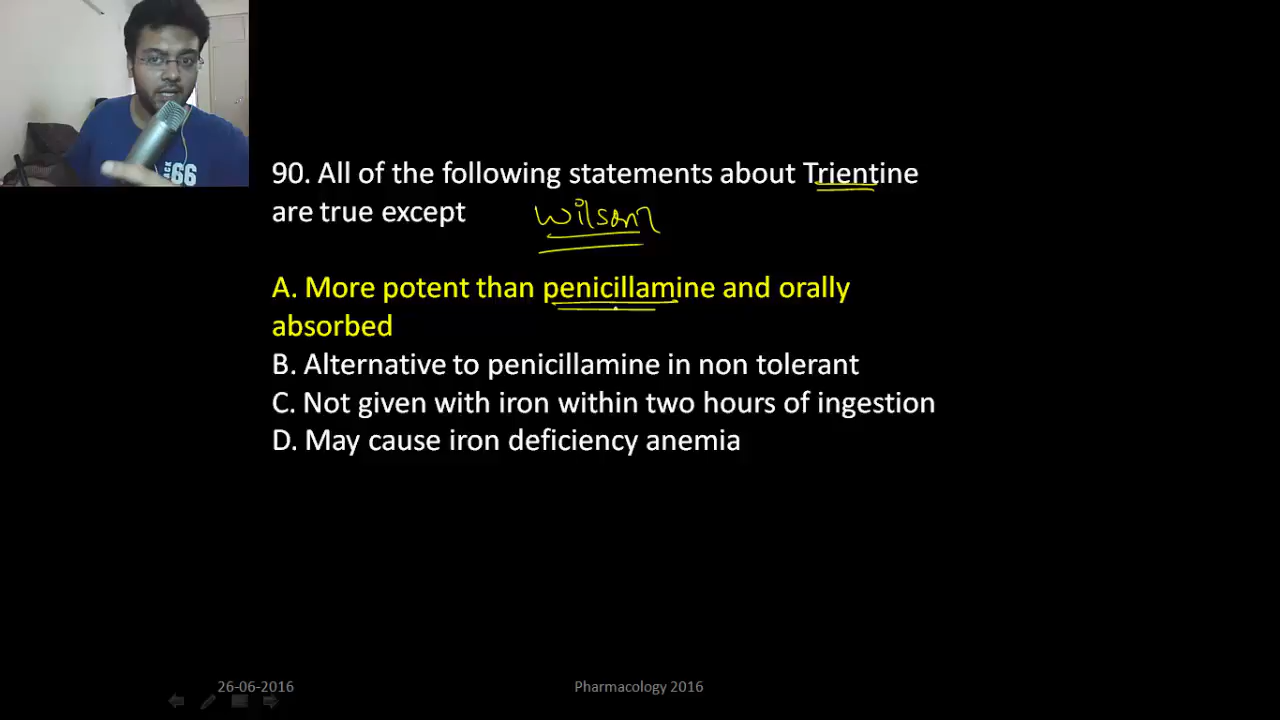 90. All of the following statements about Trientine
are true except
wilson
A. More potent than penicillamine and orally
absorbed
B. Alternative to penicillamine in non tolerant
C. Not given with iron within two hours of ingestion
D. May cause iron deficiency anemia
66
26-06-2016
Pharmacology 2016